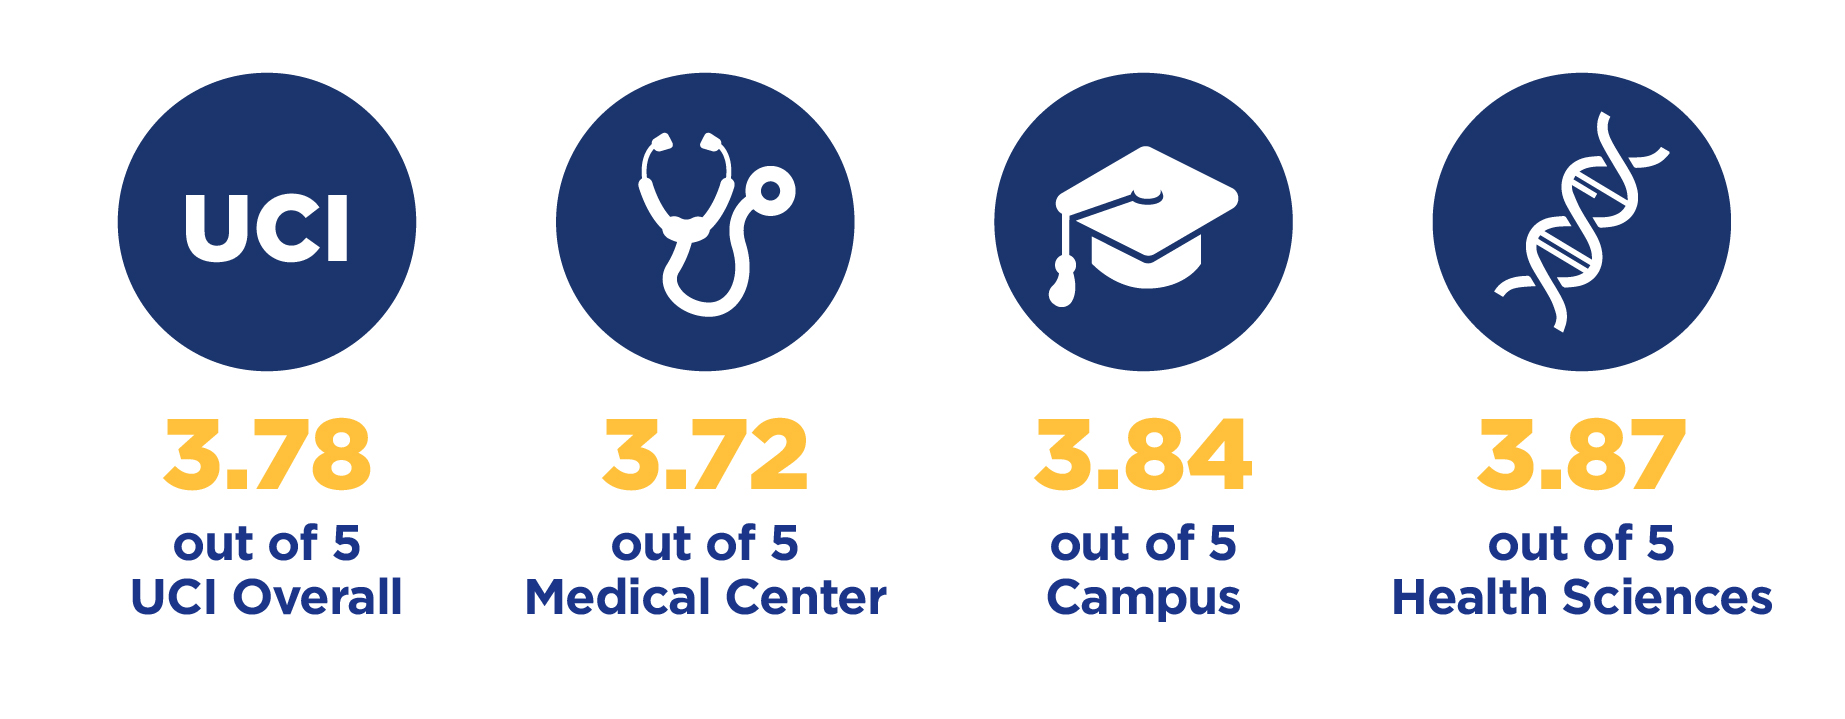 UCI
3.78
out of 5
UCI Overall
3.72
out of 5
Medical Center
3.84
out of 5
Campus
3.87
out of 5
Health Sciences